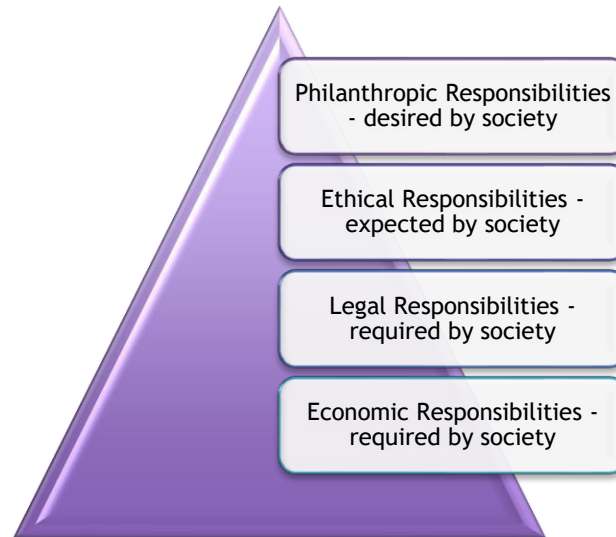 Philanthropic Responsibilities
- desired by society
Ethical Responsibilities -
expected by society
Legal Responsibilities -
required by society
Economic Responsibilities -
required by society